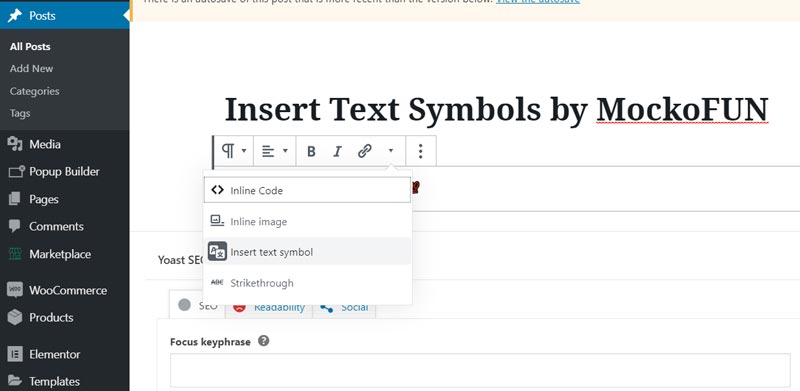 There is an autosave of this post that is more recent than the version below. View the autosave
Posts
All Posts
Add New
Categories
Tags
Media
Popup Builder
Pages
Comments
Marketplace
WooCommerce
Products
Elementor
Templates
Insert Text Symbols by MockoFUN
B I
Inline Code
Inline image
Insert text symbol
ABC Strikethrough
Yoast SEO
SEO
Readability
Social
Focus keyphrase ?